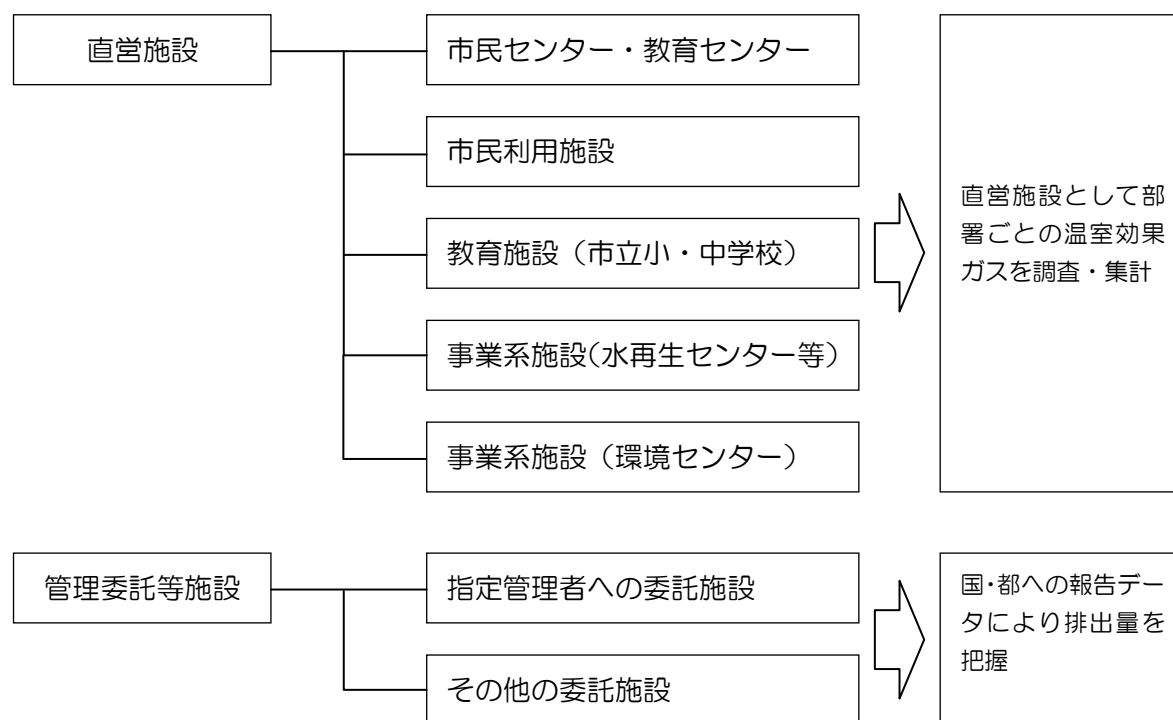 直営施設
市民センター・教育センター
市民利用施設
教育施設（市立小・中学校）
事業系施設(水再生センター等)
事業系施設（環境センター）
直営施設として部
署ごとの温室効果
ガスを調査・集計
管理委託等施設
指定管理者への委託施設
その他の委託施設
国・都への報告デー
タにより排出量を
把握